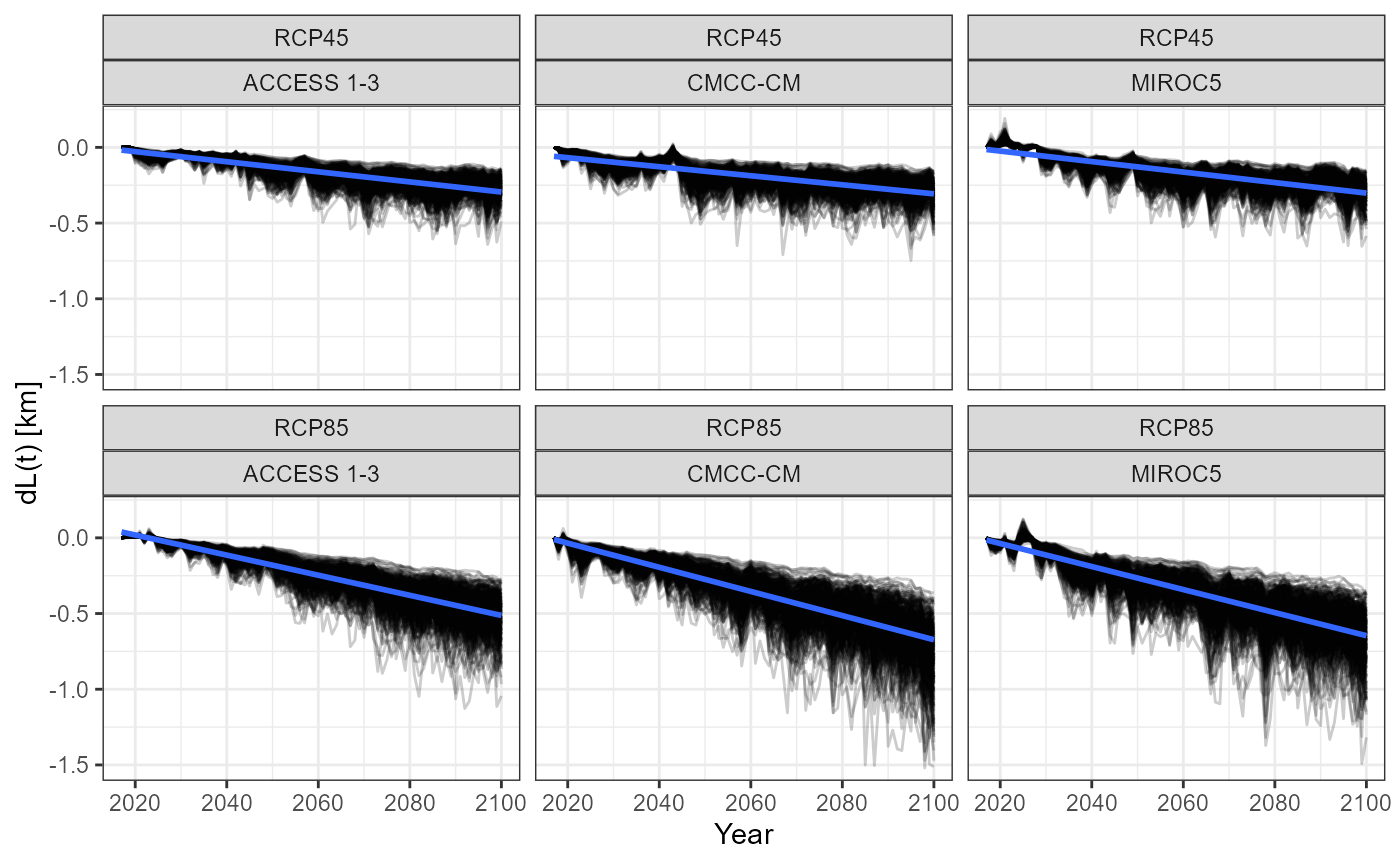 RCP45 RCP45 RCP45
ACCESS 1-3 CMCC-CM MIROC5
0.0
-0.5
-1.0
-1.5
dL(t) [km]
RCP85 RCP85 RCP85
ACCESS 1-3 CMCC-CM MIROC5
0.0
-0.5
-1.0
-1.5
2020 2040 2060 2080 2100 2020 2040 2060 2080 2100 2020 2040 2060 2080 2100
Year